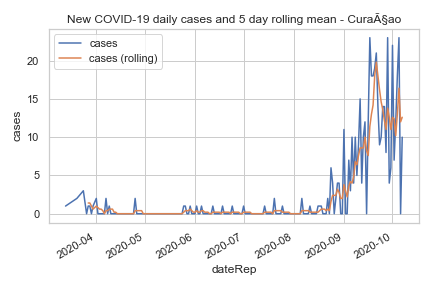 New COVID-19 daily cases and 5 day rolling mean - CuraÃ§ao
cases
cases (rolling)
cases
20
15
10
5
0
2020-04
2020-05
2020-06
2020-07
2020-08
2020-09
2020-10
dateRep